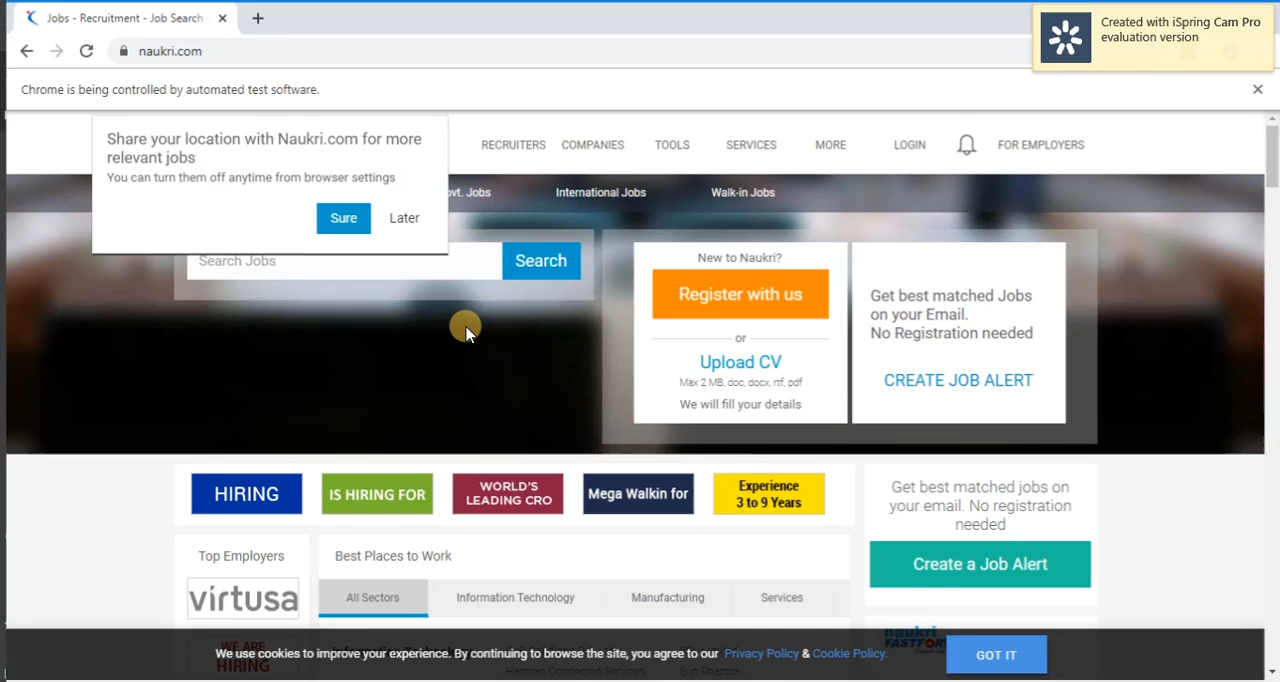 Jobs - Recruitment - Job Search -
Created with iSpring Cam Pro
evaluation version
naukri.com
Chrome is being controlled by automated test software.
Share your location with Naukri.com for more
relevant jobs
You can turn them off anytime from browser settings
Sure
Later
RECRUITERS
COMPANIES
TOOLS
SERVICES
MORE
LOGIN
FOR EMPLOYERS
ovt. Jobs
International Jobs
Walk-in Jobs
Search Jobs
Search
New to Naukri?
Register with us
or
Upload CV
Max 2 MB, doc, docx, rtf, pdf
We will fill your details
Get best matched Jobs
on your Email.
No Registration needed
CREATE JOB ALERT
HIRING
IS HIRING FOR
WORLD'S
LEADING CRO
Mega Walkin for
Experience
3 to 9 Years
Get best matched jobs on
your email. No registration
needed
Create a Job Alert
Top Employers
virtusa
WE ARE
HIRING
Best Places to Work
All Sectors
Information Technology
Manufacturing
Services
naukri
We use cookies to improve your experience. By continuing to browse the site, you agree to our Privacy Policy & Cookie Policy.
GOT IT